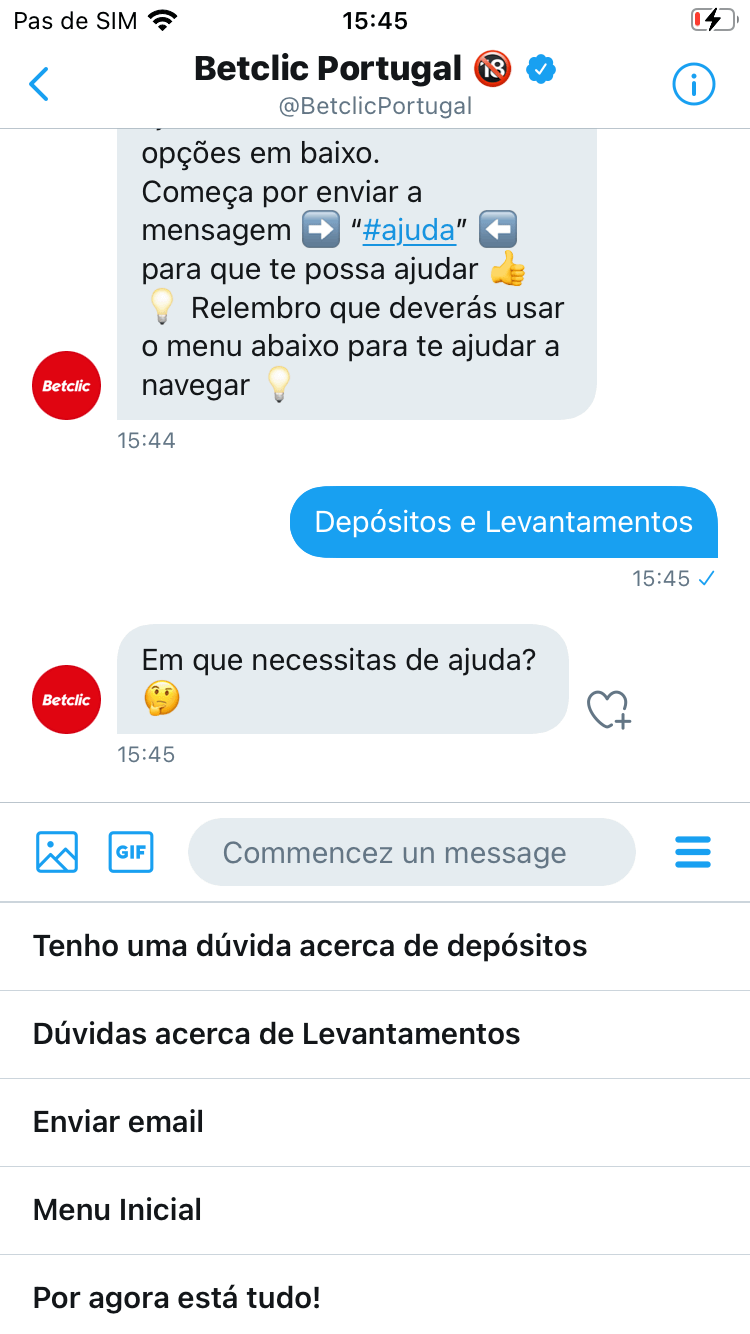 Pas de SIM 15:45
Betclic Portugal 🔞
@BetclicPortugal
opções em baixo.
Começa por enviar a
mensagem ➡️ “#ajuda” ⬅️
para que te possa ajudar 👍
💡 Relembro que deverás usar
o menu abaixo para te ajudar a
navegar 💡
Betclic
15:44
Depósitos e Levantamentos
15:45
Em que necessitas de ajuda?
🤔
Betclic
15:45
GIF
Commencez un message
Tenho uma dúvida acerca de depósitos
Dúvidas acerca de Levantamentos
Enviar email
Menu Inicial
Por agora está tudo!